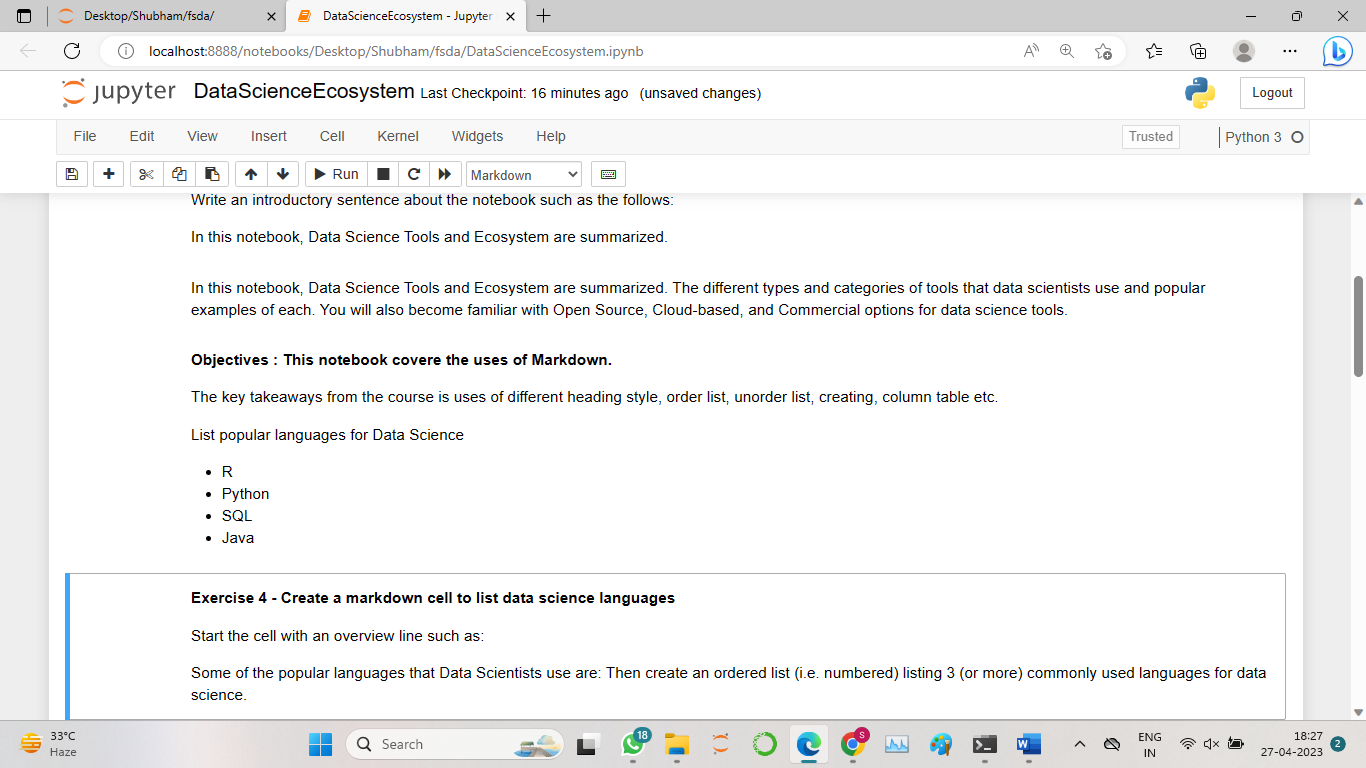 Desktop/Shubham/fsda/
DataScienceEcosystem - Jupyter
localhost:8888/notebooks/Desktop/Shubham/fsda/DataScienceEcosystem.ipynb
jupyter DataScienceEcosystem Last Checkpoint: 16 minutes ago (unsaved changes)
Logout
File Edit View Insert Cell Kernel Widgets Help
Trusted Python 3
Run Markdown
Write an introductory sentence about the notebook such as the follows:
In this notebook, Data Science Tools and Ecosystem are summarized.
In this notebook, Data Science Tools and Ecosystem are summarized. The different types and categories of tools that data scientists use and popular
examples of each. You will also become familiar with Open Source, Cloud-based, and Commercial options for data science tools.
Objectives : This notebook covere the uses of Markdown.
The key takeaways from the course is uses of different heading style, order list, unorder list, creating, column table etc.
List popular languages for Data Science
• R
• Python
• SQL
• Java
Exercise 4 - Create a markdown cell to list data science languages
Start the cell with an overview line such as:
Some of the popular languages that Data Scientists use are: Then create an ordered list (i.e. numbered) listing 3 (or more) commonly used languages for data
science.
33°C
Haze
Search
18
S
ENG
IN
18:27
27-04-2023
2